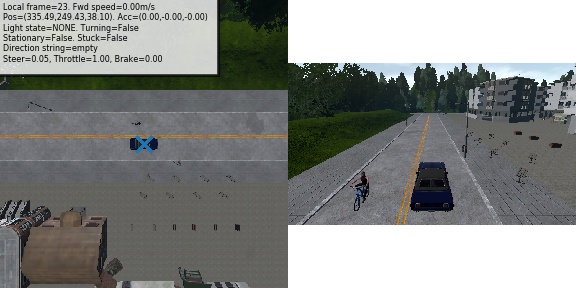 Local frame=23. Fwd speed=0.00m/s
Pos=(335.49,249.43,38.10). Acc=(0.00,-0.00,-0.00)
Light state=NONE. Turning=False
Stationary=False. Stuck=False
Direction string=empty
Steer=0.05, Throttle=1.00, Brake=0.00